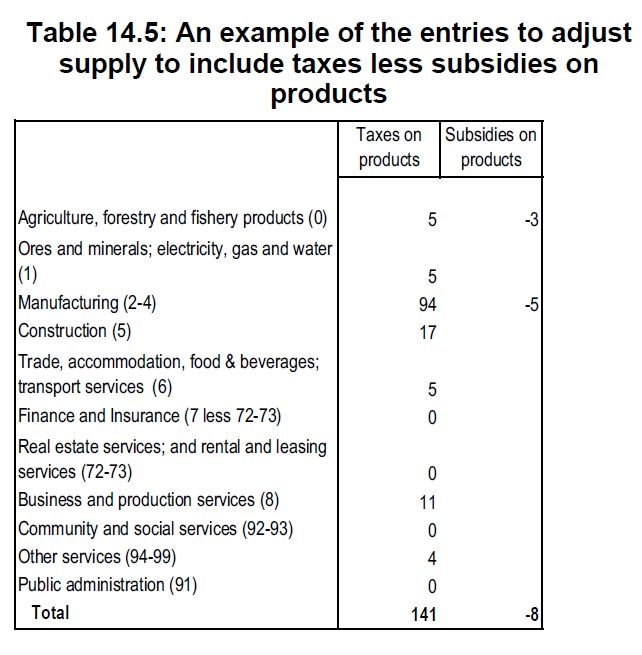 Table 14.5: An example of the entries to adjust
supply to include taxes less subsidies on
products
Taxes on Subsidies on
products products
Agriculture, forestry and fishery products (0) 5 -3
Ores and minerals; electricity, gas and water
(1) 5
Manufacturing (2-4) 94 -5
Construction (5) 17
Trade, accommodation, food & beverages;
transport services (6) 5
Finance and Insurance (7 less 72-73) 0
Real estate services; and rental and leasing
services (72-73) 0
Business and production services (8) 11
Community and social services (92-93) 0
Other services (94-99) 4
Public administration (91) 0
Total 141 -8